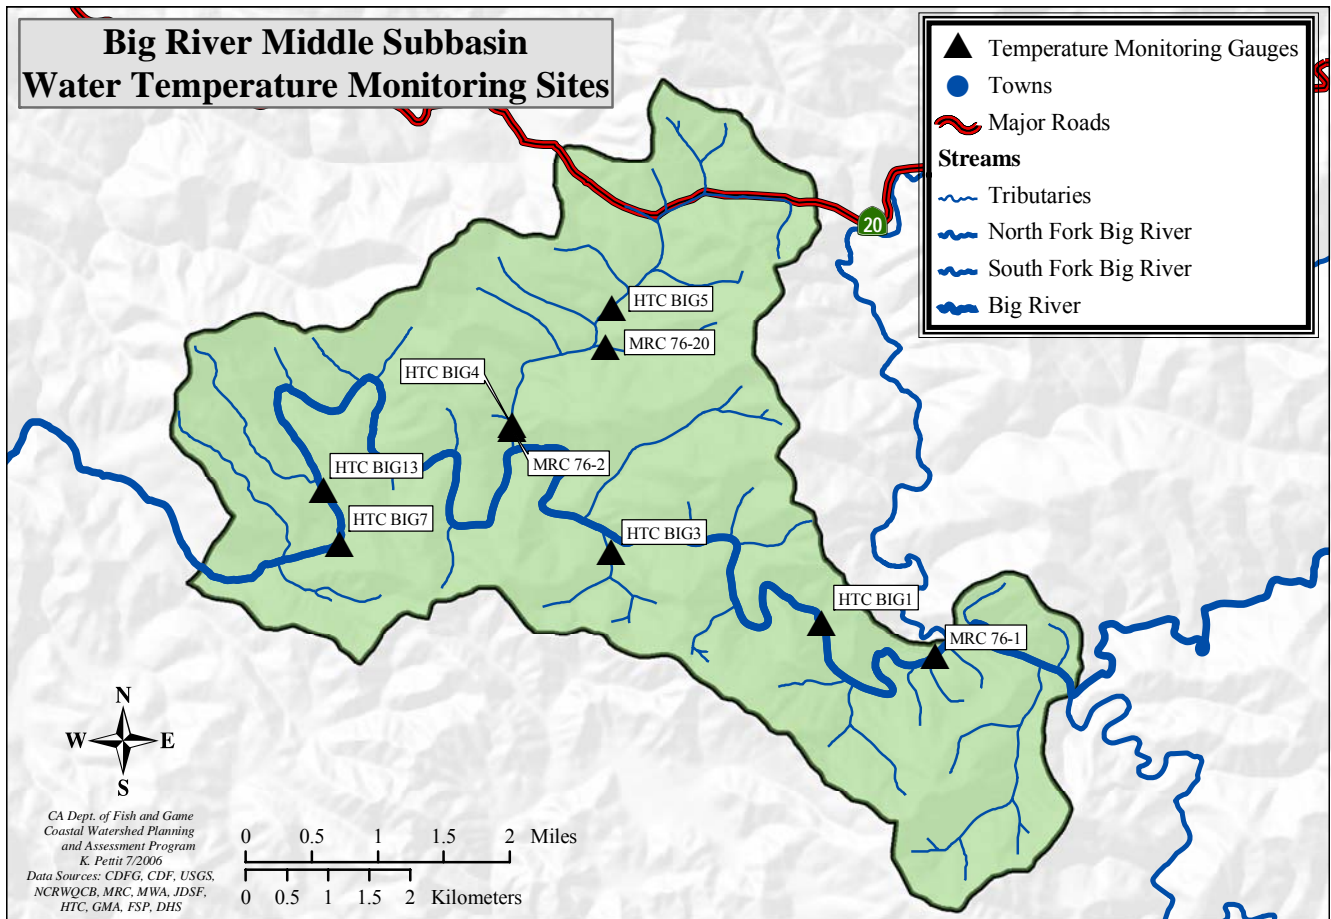 Big River Middle Subbasin
Water Temperature Monitoring Sites
Temperature Monitoring Gauges
Towns
Major Roads
Streams
Tributaries
North Fork Big River
South Fork Big River
Big River
20
HTC BIG5
MRC 76-20
HTC BIG4
MRC 76-2
HTC BIG13
HTC BIG7
HTC BIG3
HTC BIG1
MRC 76-1
N
W E
S
CA Dept. of Fish and Game
Coastal Watershed Planning
and Assessment Program
K. Pettit 7/2006
Data Sources: CDFG, CDF, USGS,
NCRWQCB, MRC, MWA, JDSF,
HTC, GMA, FSP, DHS
0 0.5 1 1.5 2 Miles
0 0.5 1 1.5 2 Kilometers